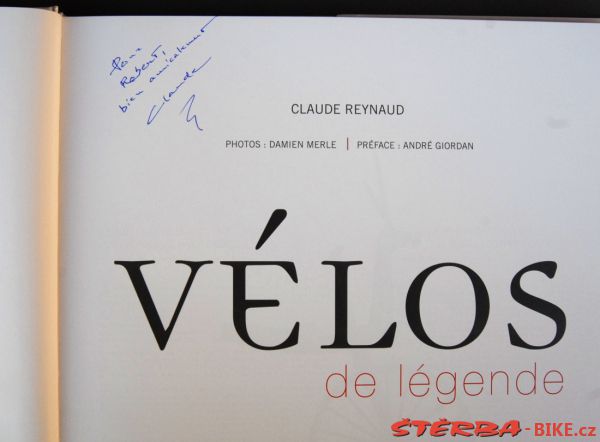 Pour
Robert,
bien amicalement
Claude
CLAUDE REYNAUD
PHOTOS : DAMIEN MERLE | PRÉFACE : ANDRÉ GIORDAN
VÉLOS
de légende
ŠTĚRBA-BIKE.cz